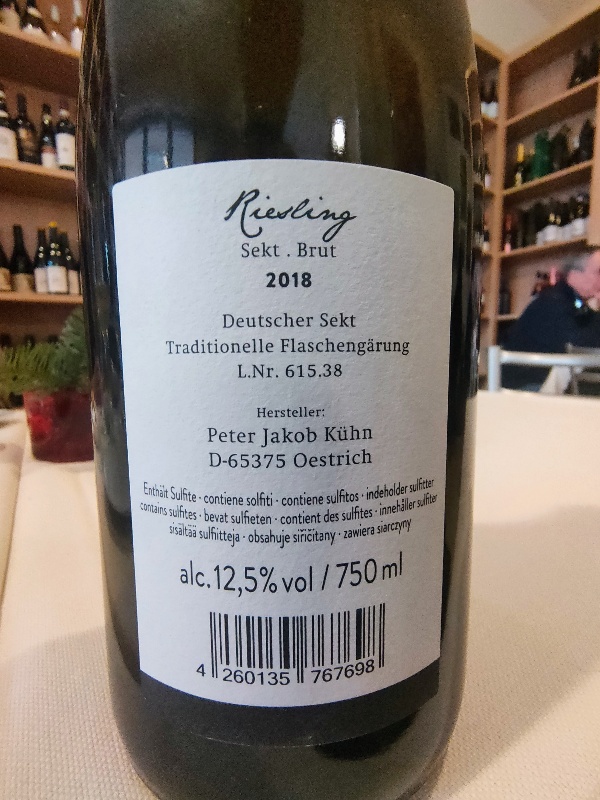 Riesling
Sekt . Brut
2018
Deutscher Sekt
Traditionelle Flaschengärung
L.Nr. 615.38
Hersteller:
Peter Jakob Kühn
D-65375 Oestrich
Enthält Sulfite · contiene solfiti · contiene sulfitos · indeholder sulfitter
contains sulfites · bevat sulfieten · contient des sulfites · innehåller sulfiter
sisältää sulfiitteja · obsahuje siřičitany · zawiera siarczyny
alc.12,5% vol / 750 ml
4 260135 767698